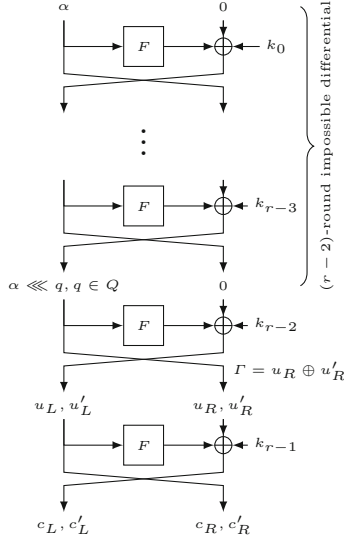 α 0
F
k₀
⋮
F
k_{r−3}
(r − 2)-round impossible differential
α ⋘ q, q ∈ Q 0
F
k_{r−2}
Γ = u_R ⊕ u′_R
u_L, u′_L u_R, u′_R
F
k_{r−1}
c_L, c′_L c_R, c′_R